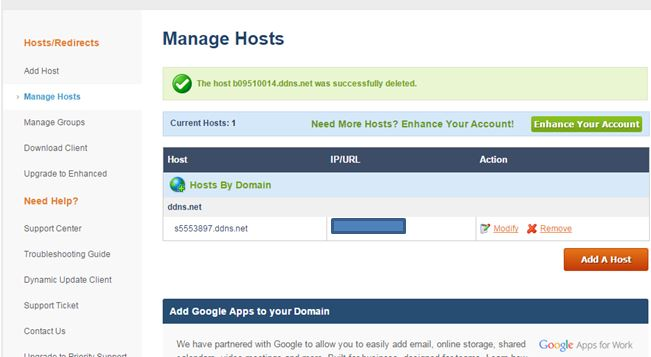 Hosts/Redirects
Add Host
Manage Hosts
Manage Groups
Download Client
Upgrade to Enhanced
Need Help?
Support Center
Troubleshooting Guide
Dynamic Update Client
Support Ticket
Contact Us
Upgrade to Priority Support
Manage Hosts
The host b09510014.ddns.net was successfully deleted.
Current Hosts: 1 Need More Hosts? Enhance Your Account! Enhance Your Account
Host IP/URL Action
Hosts By Domain
ddns.net
s5553897.ddns.net Modify Remove
Add A Host
Add Google Apps to your Domain
We have partnered with Google to allow you to easily add email, online storage, shared
calendars, video meetings and more. Built for business, designed for teams. Learn how
Google Apps for Work